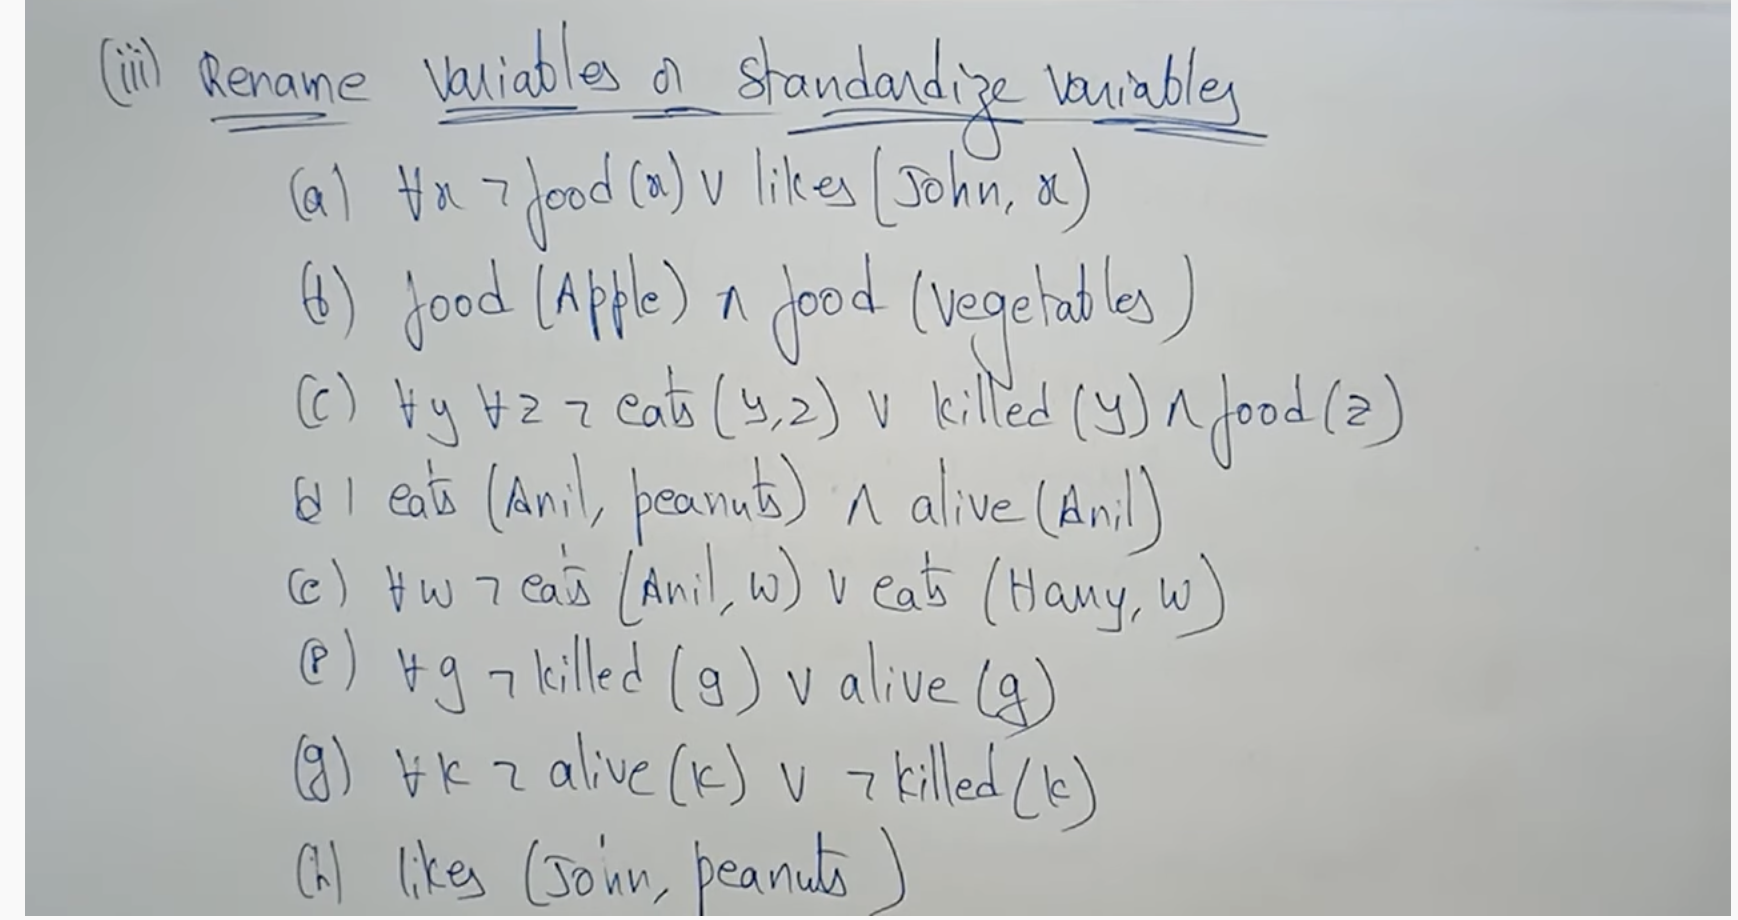 (iii) Rename Variables or Standardize Variables
(a) ∀x ¬food(x) ∨ likes(John, x)
(b) food (Apple) ∧ food (vegetables)
(c) ∀y ∀z ¬ eats (y,z) ∨ killed (y) ∧ food(z)
(d) eats (Anil, peanuts) ∧ alive (Anil)
(e) ∀w ¬ eats (Anil, w) ∨ eats (Harry, w)
(f) ∀g ¬killed (g) ∨ alive (g)
(g) ∀k ¬ alive(k) ∨ ¬killed(k)
(h) likes (John, peanuts)